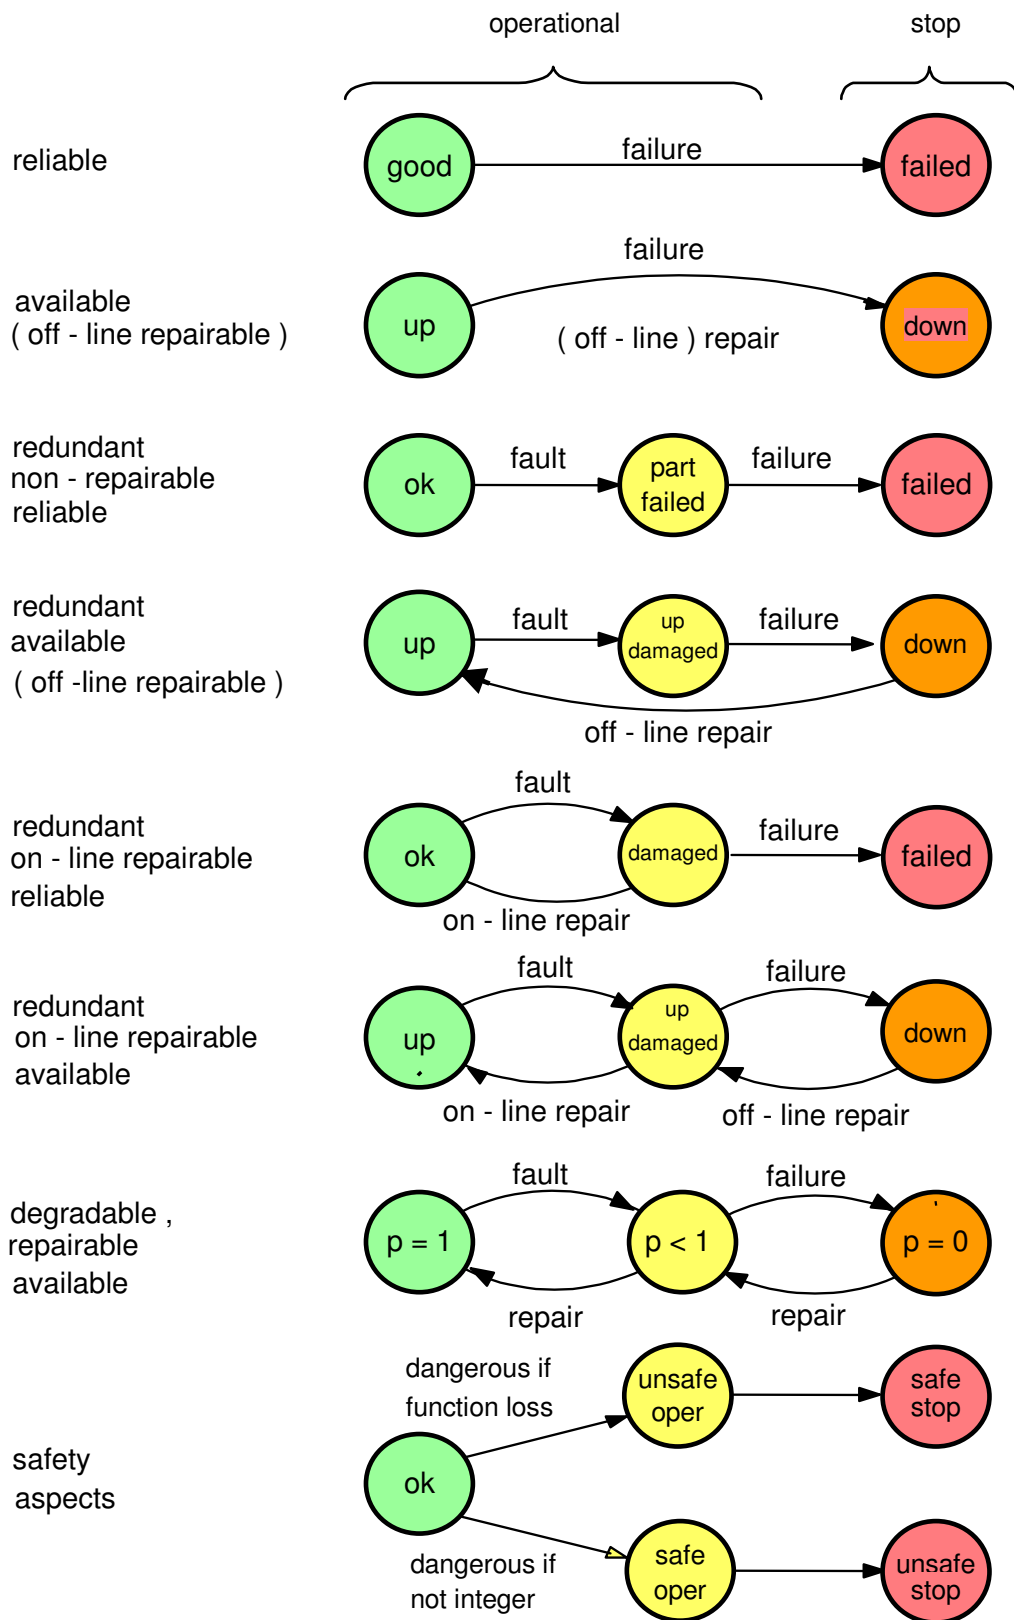 operational stop
reliable good failure failed
failure
available
( off - line repairable ) up ( off - line ) repair down
redundant
non - repairable
reliable
ok fault part
failed failure failed
redundant
available
( off -line repairable )
up fault up
damaged failure down
off - line repair
fault
redundant
on - line repairable
reliable
ok damaged failure failed
on - line repair
fault failure
redundant
on - line repairable
available
up up
damaged down
on - line repair off - line repair
fault failure
degradable ,
repairable
available
p = 1 p < 1 p = 0
repair repair
dangerous if
function loss
unsafe
oper
safe
stop
safety
aspects
ok
dangerous if
not integer
safe
oper
unsafe
stop